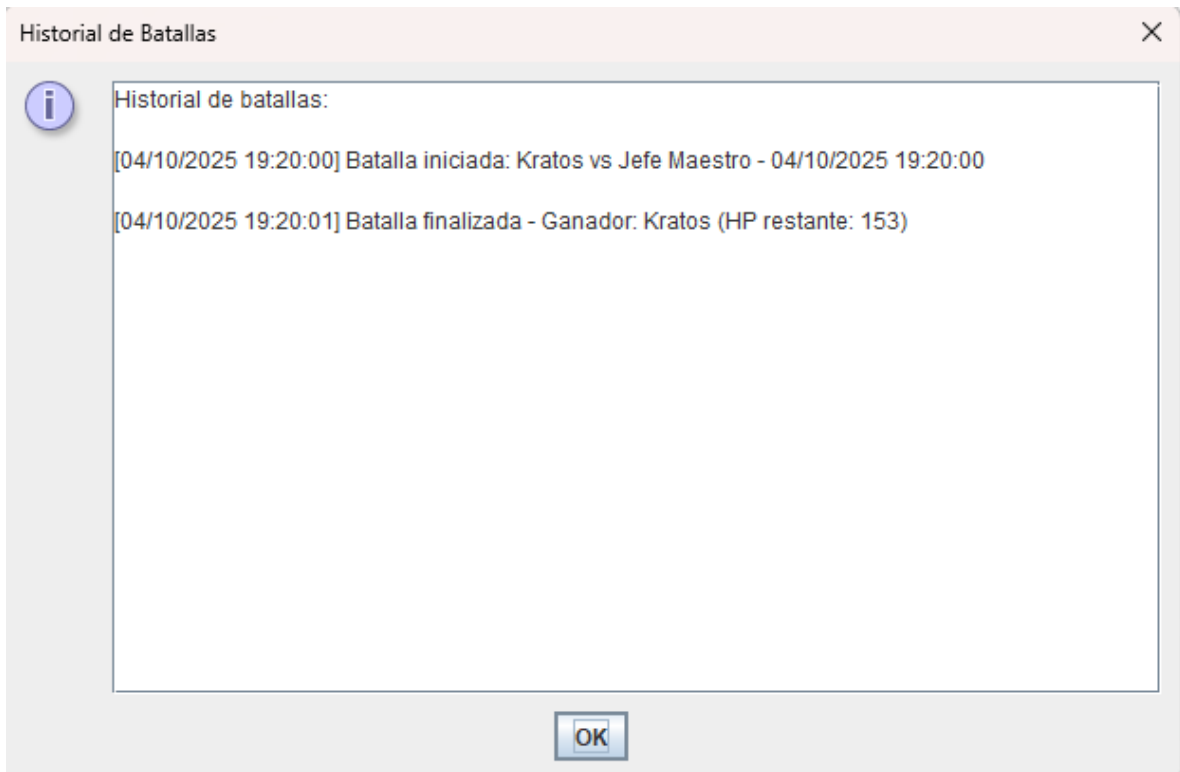 Historial de Batallas
i
Historial de batallas:
[04/10/2025 19:20:00] Batalla iniciada: Kratos vs Jefe Maestro - 04/10/2025 19:20:00
[04/10/2025 19:20:01] Batalla finalizada - Ganador: Kratos (HP restante: 153)
OK